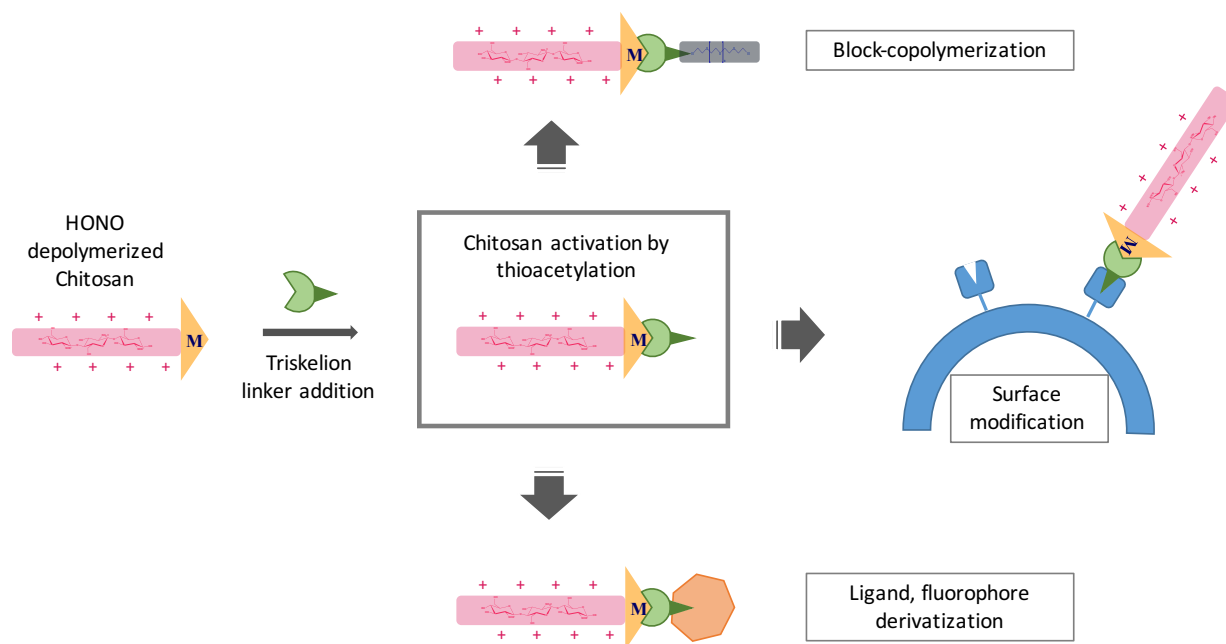 + + + +
M
+ + + +
Block-copolymerization
HONO
depolymerized
Chitosan
+ + + +
M
+ + + +
Triskelion
linker addition
Chitosan activation by
thioacetylation
+ + + +
M
+ + + +
+ + + +
M
+ + + +
Surface
modification
+ + + +
M
+ + + +
Ligand, fluorophore
derivatization